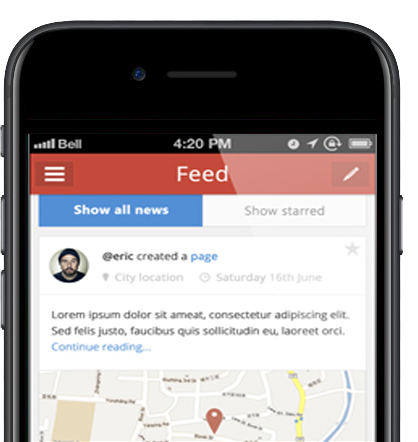 Bell 4:20 PM
Feed
Show all news Show starred
@eric created a page
City location Saturday 16th June
Lorem ipsum dolor sit amet, consectetur adipiscing elit.
Sed felis justo, faucibus quis sollicitudin eu, laoreet orci.
Continue reading...